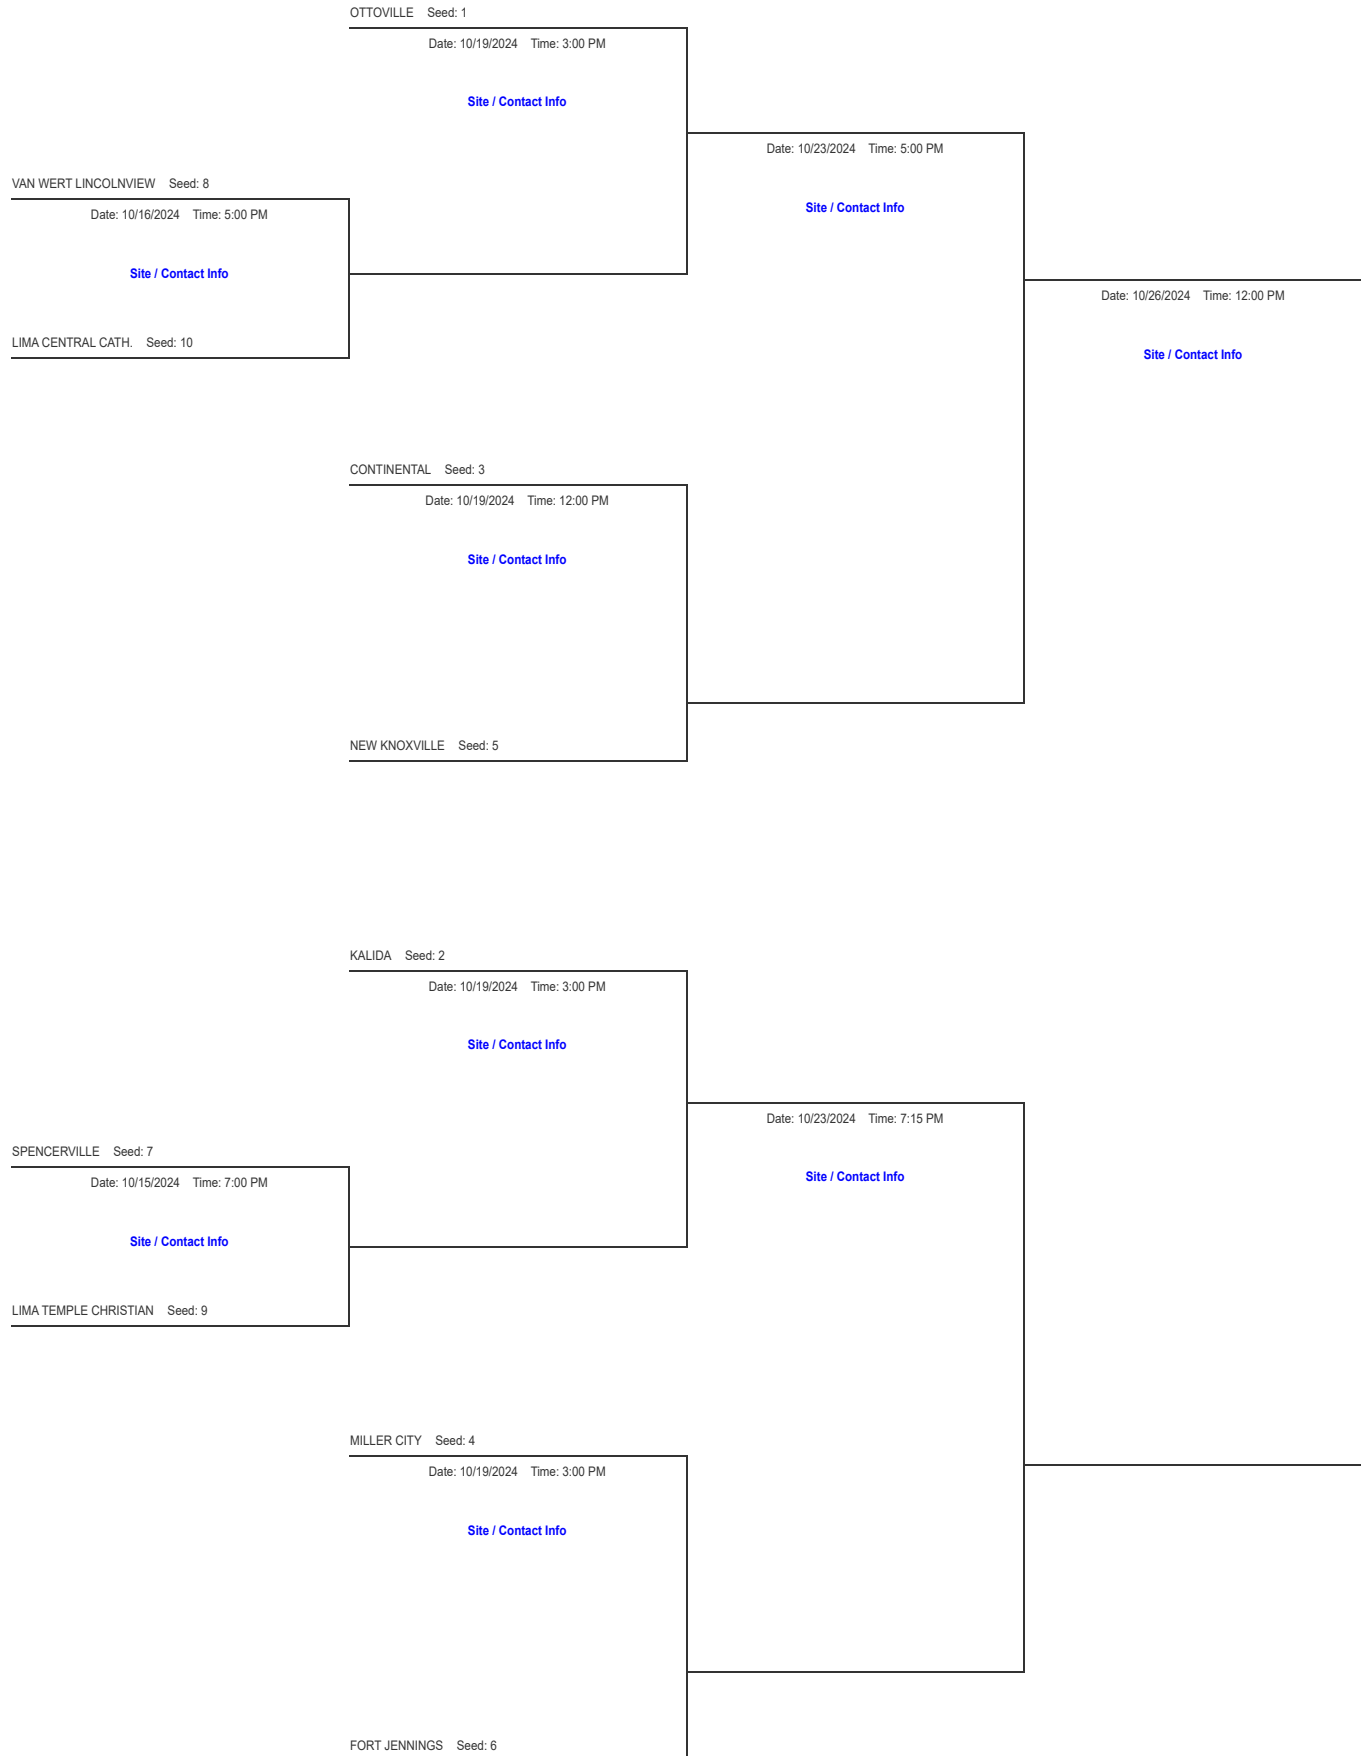 OTTOVILLE Seed: 1
Date: 10/19/2024 Time: 3:00 PM
Site / Contact Info
Date: 10/23/2024 Time: 5:00 PM
VAN WERT LINCOLNVIEW Seed: 8
Date: 10/16/2024 Time: 5:00 PM
Site / Contact Info
Site / Contact Info
Date: 10/26/2024 Time: 12:00 PM
LIMA CENTRAL CATH. Seed: 10
Site / Contact Info
CONTINENTAL Seed: 3
Date: 10/19/2024 Time: 12:00 PM
Site / Contact Info
NEW KNOXVILLE Seed: 5
KALIDA Seed: 2
Date: 10/19/2024 Time: 3:00 PM
Site / Contact Info
Date: 10/23/2024 Time: 7:15 PM
SPENCERVILLE Seed: 7
Date: 10/15/2024 Time: 7:00 PM
Site / Contact Info
Site / Contact Info
LIMA TEMPLE CHRISTIAN Seed: 9
MILLER CITY Seed: 4
Date: 10/19/2024 Time: 3:00 PM
Site / Contact Info
FORT JENNINGS Seed: 6